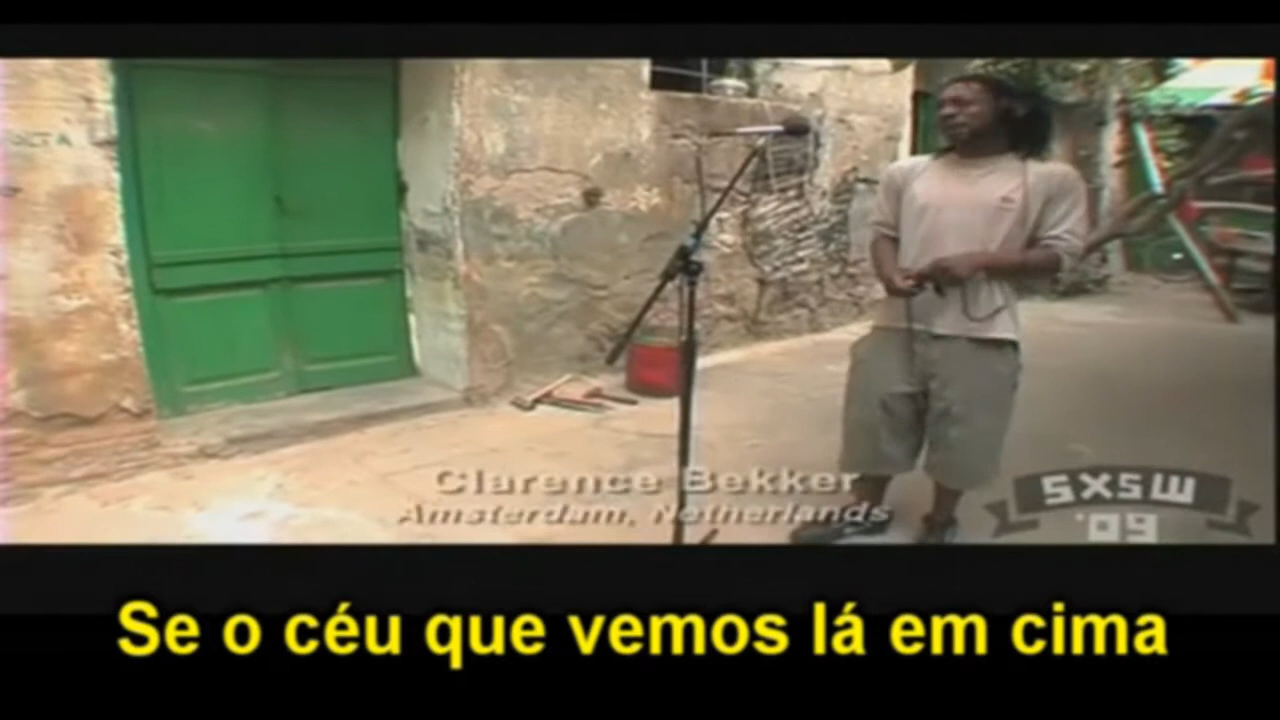 Clarence Bekker
Amsterdam, Netherlands
SXSW
'09
Se o céu que vemos lá em cima